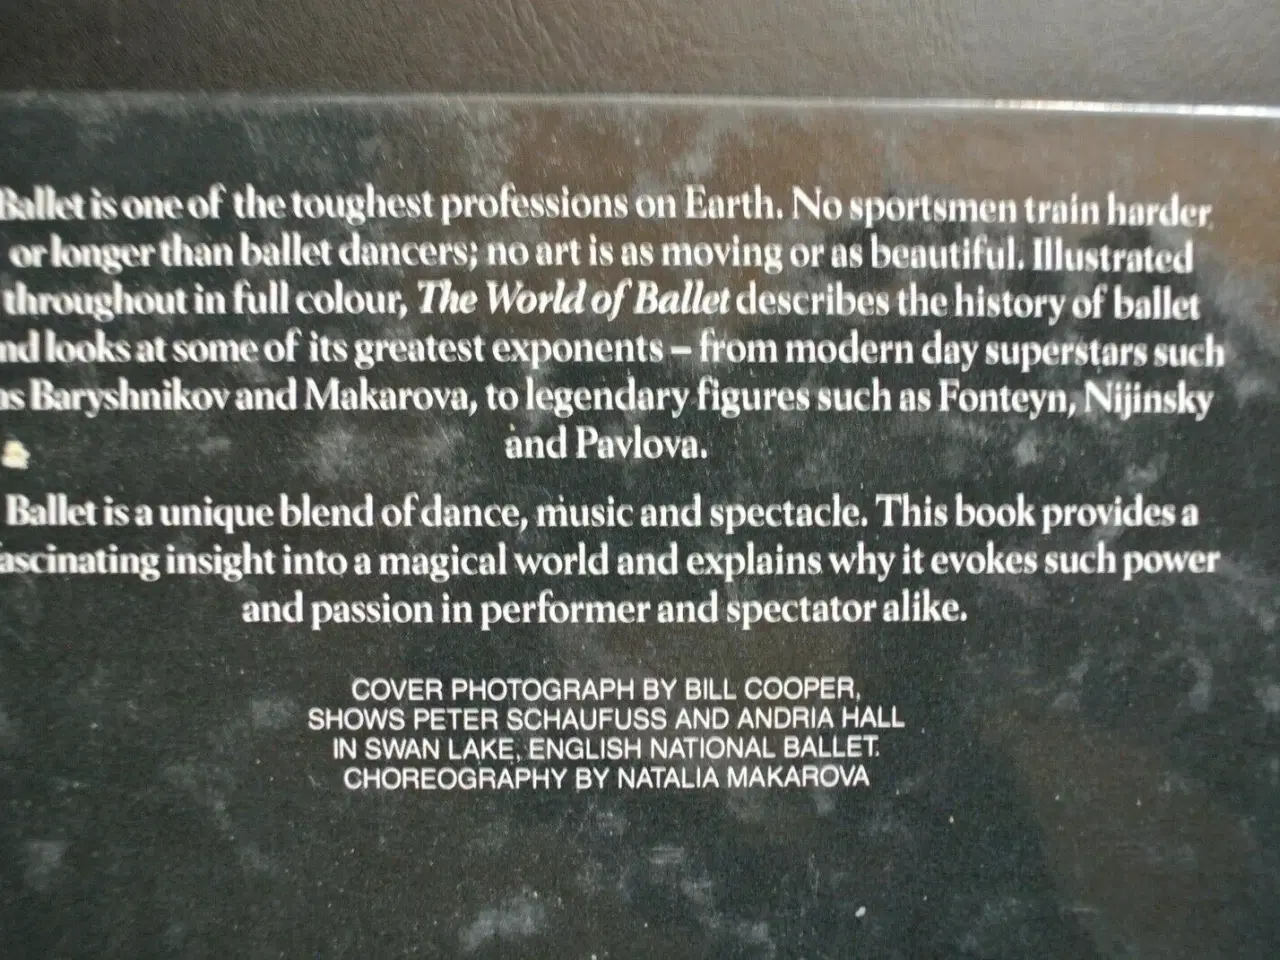 Ballet is one of the toughest professions on Earth. No sportsmen train harder
or longer than ballet dancers; no art is as moving or as beautiful. Illustrated
throughout in full colour, The World of Ballet describes the history of ballet
nd looks at some of its greatest exponents – from modern day superstars such
as Baryshnikov and Makarova, to legendary figures such as Fonteyn, Nijinsky
and Pavlova.
Ballet is a unique blend of dance, music and spectacle. This book provides a
ascinating insight into a magical world and explains why it evokes such power
and passion in performer and spectator alike.
COVER PHOTOGRAPH BY BILL COOPER,
SHOWS PETER SCHAUFUSS AND ANDRIA HALL
IN SWAN LAKE, ENGLISH NATIONAL BALLET.
CHOREOGRAPHY BY NATALIA MAKAROVA